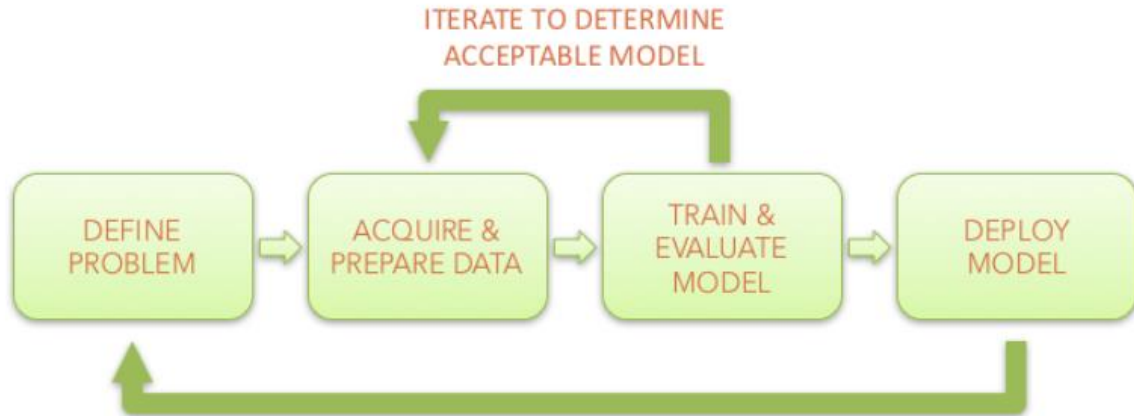 ITERATE TO DETERMINE
ACCEPTABLE MODEL
DEFINE
PROBLEM
ACQUIRE &
PREPARE DATA
TRAIN &
EVALUATE
MODEL
DEPLOY
MODEL